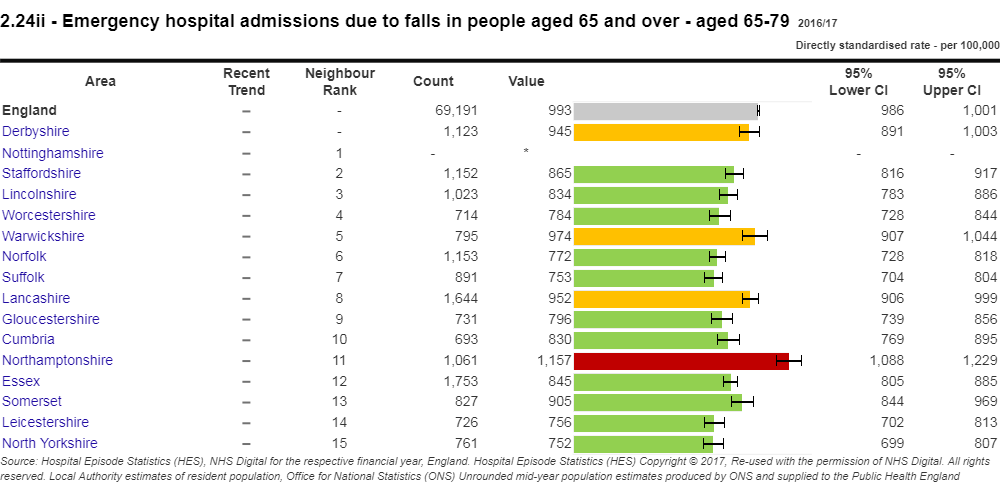 2.24ii - Emergency hospital admissions due to falls in people aged 65 and over - aged 65-79 2016/17
Directly standardised rate - per 100,000
Area Recent Trend Neighbour Rank Count Value 95% Lower CI 95% Upper CI
England – - 69,191 993 986 1,001
Derbyshire – - 1,123 945 891 1,003
Nottinghamshire – 1 - * - -
Staffordshire – 2 1,152 865 816 917
Lincolnshire – 3 1,023 834 783 886
Worcestershire – 4 714 784 728 844
Warwickshire – 5 795 974 907 1,044
Norfolk – 6 1,153 772 728 818
Suffolk – 7 891 753 704 804
Lancashire – 8 1,644 952 906 999
Gloucestershire – 9 731 796 739 856
Cumbria – 10 693 830 769 895
Northamptonshire – 11 1,061 1,157 1,088 1,229
Essex – 12 1,753 845 805 885
Somerset – 13 827 905 844 969
Leicestershire – 14 726 756 702 813
North Yorkshire – 15 761 752 699 807
Source: Hospital Episode Statistics (HES), NHS Digital for the respective financial year, England. Hospital Episode Statistics (HES) Copyright © 2017, Re-used with the permission of NHS Digital. All rights
reserved. Local Authority estimates of resident population, Office for National Statistics (ONS) Unrounded mid-year population estimates produced by ONS and supplied to the Public Health England